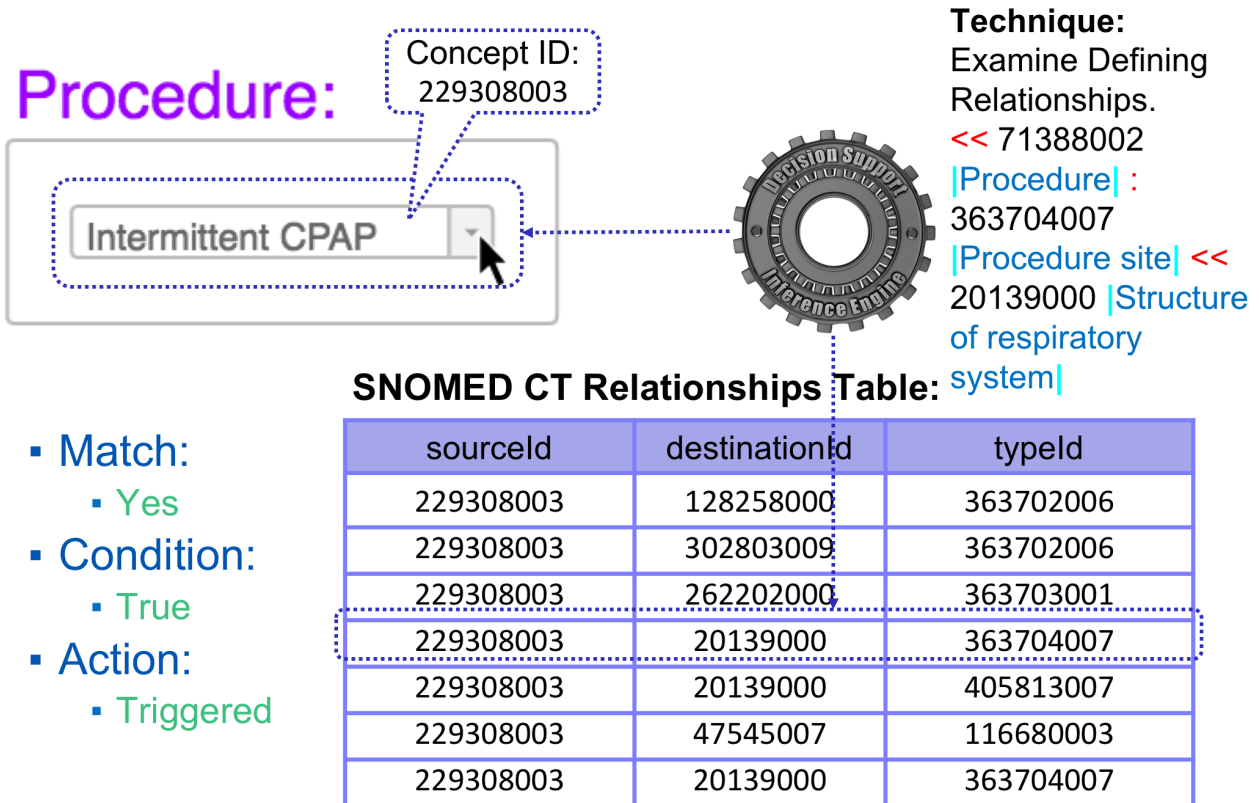 Procedure:
Concept ID:
229308003
Intermittent CPAP
Decision Support
Inference Engine
Technique:
Examine Defining
Relationships.
<< 71388002
|Procedure| :
363704007
|Procedure site| <<
20139000 |Structure
of respiratory
system|
▪ Match:
▪ Yes
▪ Condition:
▪ True
▪ Action:
▪ Triggered
SNOMED CT Relationships Table:
sourceId destinationId typeId
229308003 128258000 363702006
229308003 302803009 363702006
229308003 262202000 363703001
229308003 20139000 363704007
229308003 20139000 405813007
229308003 47545007 116680003
229308003 20139000 363704007